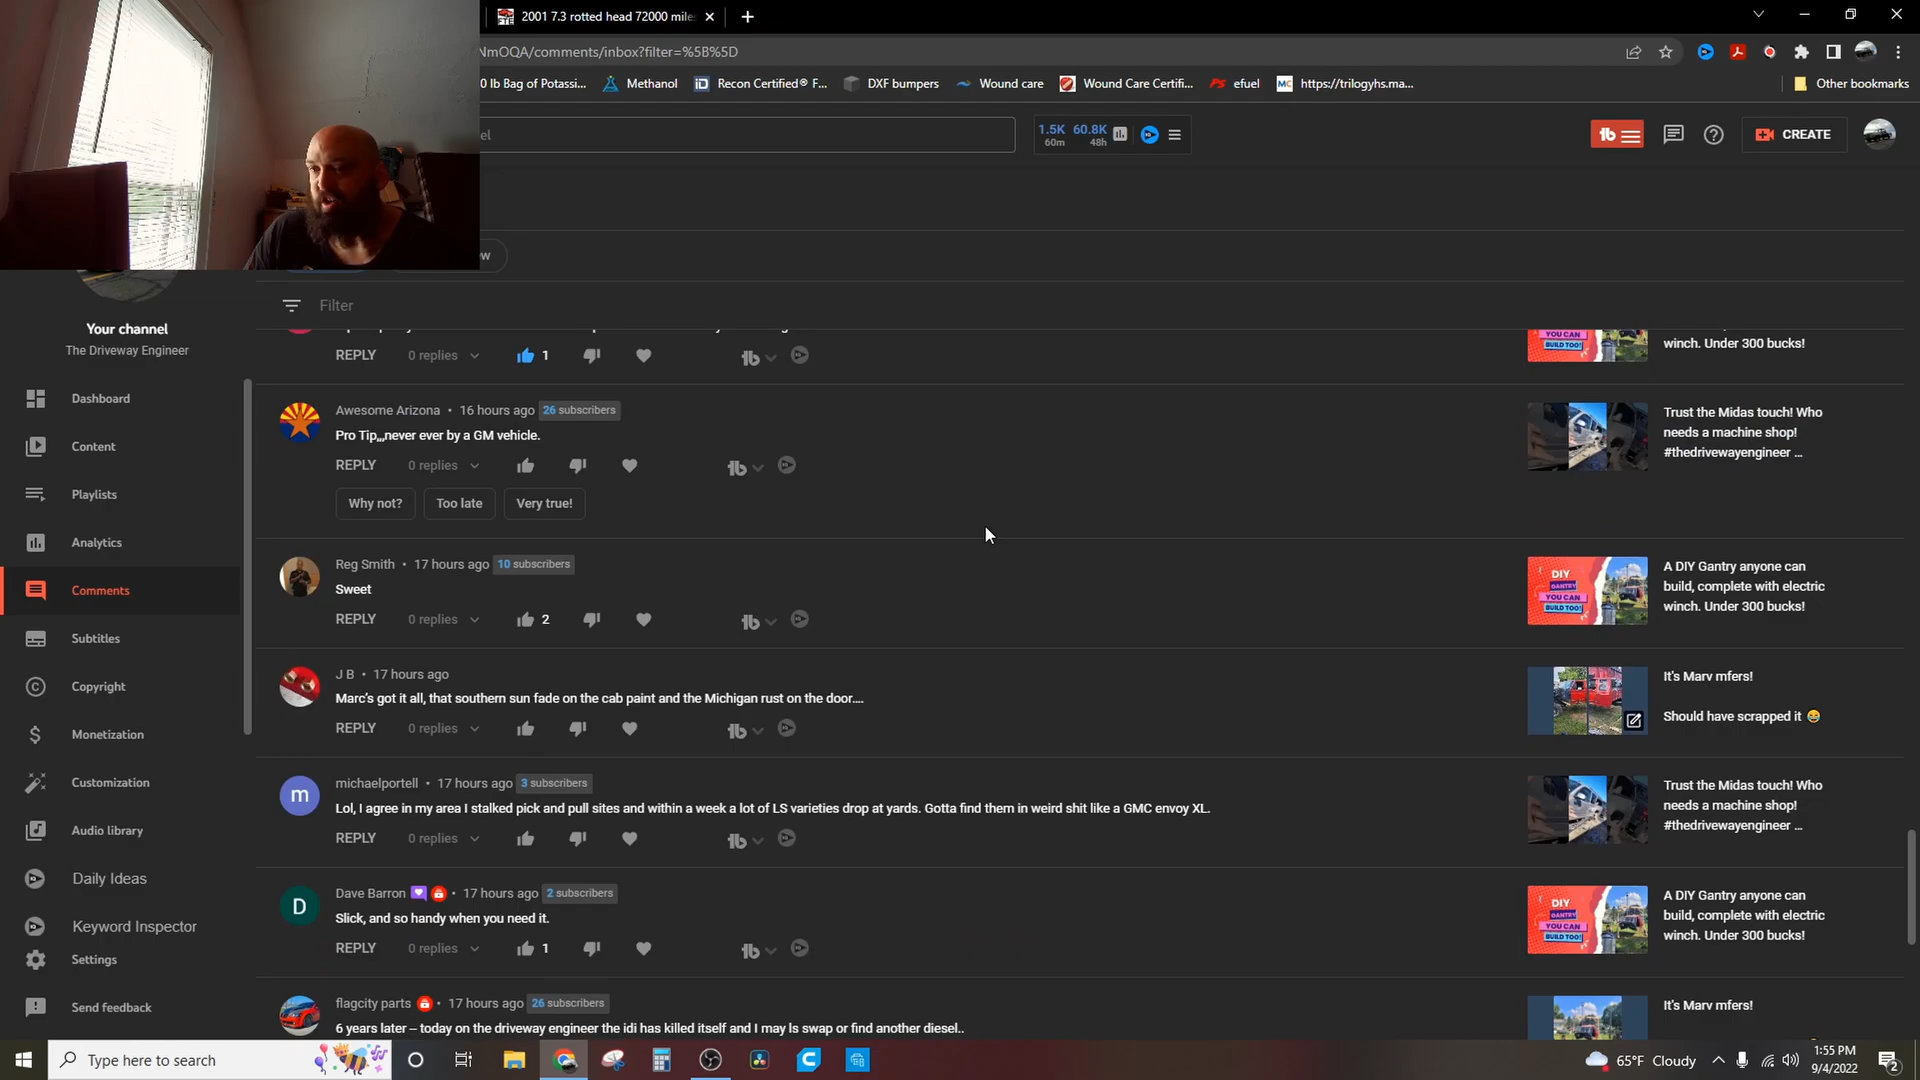 2001 7.3 rotted head 72000 mile
NmOQA/comments/inbox?filter=%5B%5D
0 lb Bag of Potassi...
Methanol
Recon Certified® F...
DXF bumpers
Wound care
Wound Care Certifi...
efuel
https://trilogyhs.ma...
Other bookmarks
1.5K 60.8K
60m 48h
CREATE
Your channel
The Driveway Engineer
Dashboard
Content
Playlists
Analytics
Comments
Subtitles
Copyright
Monetization
Customization
Audio library
Daily Ideas
Keyword Inspector
Settings
Send feedback
Filter
REPLY 0 replies 1
winch. Under 300 bucks!
Awesome Arizona • 16 hours ago 26 subscribers
Pro Tip,,,never ever by a GM vehicle.
REPLY 0 replies
Why not? Too late Very true!
Trust the Midas touch! Who
needs a machine shop!
#thedrivewayengineer ...
Reg Smith • 17 hours ago 10 subscribers
Sweet
REPLY 0 replies 2
DIY
GANTRY
YOU CAN
BUILD TOO!
A DIY Gantry anyone can
build, complete with electric
winch. Under 300 bucks!
J B • 17 hours ago
Marc's got it all, that southern sun fade on the cab paint and the Michigan rust on the door....
REPLY 0 replies
It's Marv mfers!
Should have scrapped it 😂
m
michaelportell • 17 hours ago 3 subscribers
Lol, I agree in my area I stalked pick and pull sites and within a week a lot of LS varieties drop at yards. Gotta find them in weird shit like a GMC envoy XL.
REPLY 0 replies
Trust the Midas touch! Who
needs a machine shop!
#thedrivewayengineer ...
D
Dave Barron • 17 hours ago 2 subscribers
Slick, and so handy when you need it.
REPLY 0 replies 1
DIY
GANTRY
YOU CAN
BUILD TOO!
A DIY Gantry anyone can
build, complete with electric
winch. Under 300 bucks!
flagcity parts • 17 hours ago 26 subscribers
6 years later – today on the driveway engineer the idi has killed itself and I may ls swap or find another diesel..
It's Marv mfers!
Type here to search
65°F Cloudy
1:55 PM
9/4/2022